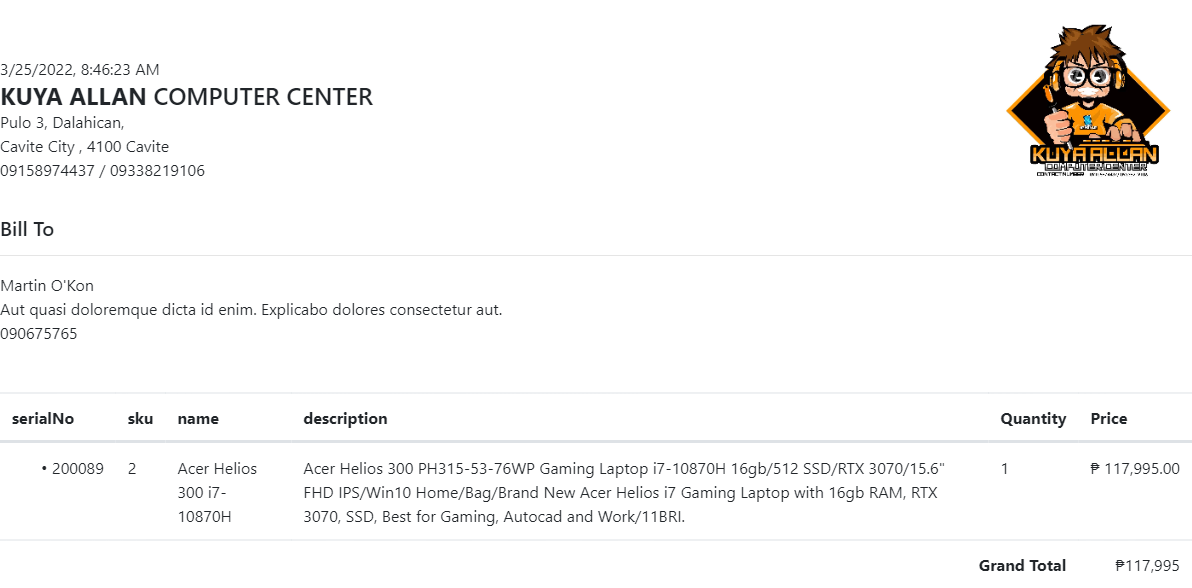 3/25/2022, 8:46:23 AM
KUYA ALLAN COMPUTER CENTER
Pulo 3, Dalahican,
Cavite City , 4100 Cavite
09158974437 / 09338219106
KUYA ALLAN
COMPUTER CENTER
CONTACT NUMBER
Bill To
Martin O'Kon
Aut quasi doloremque dicta id enim. Explicabo dolores consectetur aut.
090675765
serialNo sku name description Quantity Price
• 200089 2 Acer Helios Acer Helios 300 PH315-53-76WP Gaming Laptop i7-10870H 16gb/512 SSD/RTX 3070/15.6" 1 ₱ 117,995.00
300 i7- FHD IPS/Win10 Home/Bag/Brand New Acer Helios i7 Gaming Laptop with 16gb RAM, RTX
10870H 3070, SSD, Best for Gaming, Autocad and Work/11BRI.
Grand Total ₱117,995